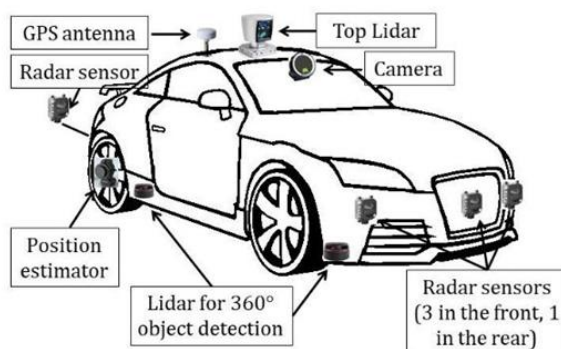 GPS antenna
Top Lidar
Radar sensor
Camera
Position
estimator
Lidar for 360°
object detection
Radar sensors
(3 in the front, 1
in the rear)